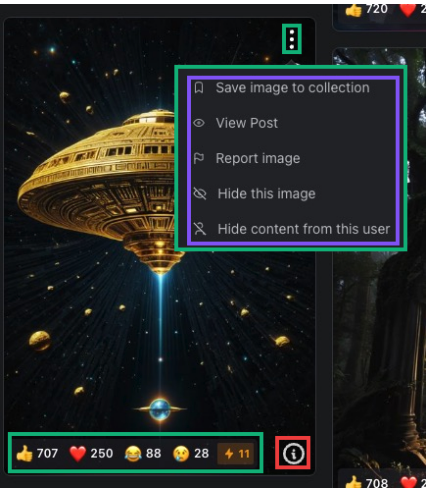 720
2
Save image to collection
View Post
Report image
Hide this image
Hide content from this user
707 250 88 28 11
708 2